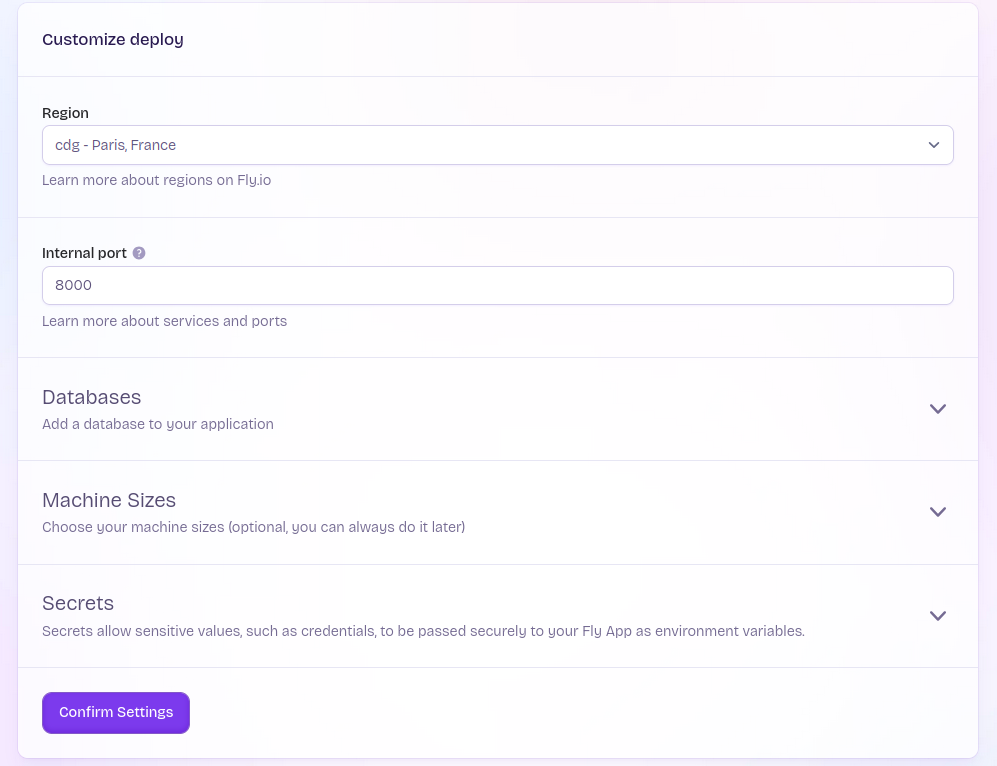 Customize deploy
Region
cdg - Paris, France
Learn more about regions on Fly.io
Internal port ?
8000
Learn more about services and ports
Databases
Add a database to your application
Machine Sizes
Choose your machine sizes (optional, you can always do it later)
Secrets
Secrets allow sensitive values, such as credentials, to be passed securely to your Fly App as environment variables.
Confirm Settings